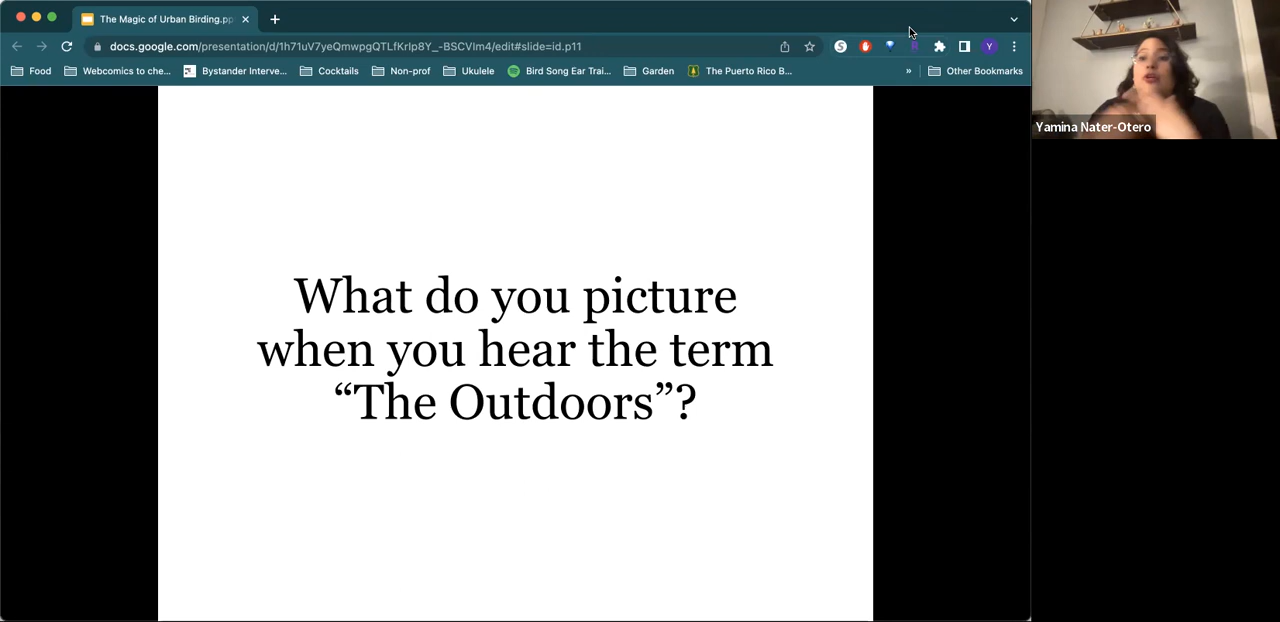 The Magic of Urban Birding.pp
docs.google.com/presentation/d/1h71uV7yeQmwpgQTLfKrIp8Y_-BSCVIm4/edit#slide=id.p11
Food Webcomics to che... Bystander Interve... Cocktails Non-prof Ukulele Bird Song Ear Trai... Garden The Puerto Rico B... » Other Bookmarks
Yamina Nater-Otero
What do you picture
when you hear the term
“The Outdoors”?